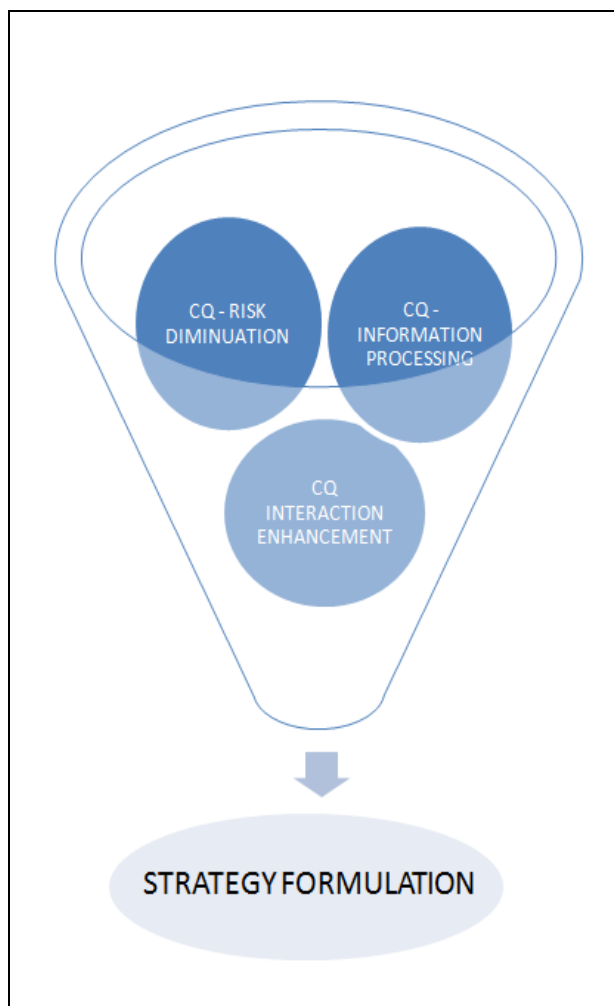 CQ - RISK
DIMINUATION
CQ -
INFORMATION
PROCESSING
CQ
INTERACTION
ENHANCEMENT
STRATEGY FORMULATION